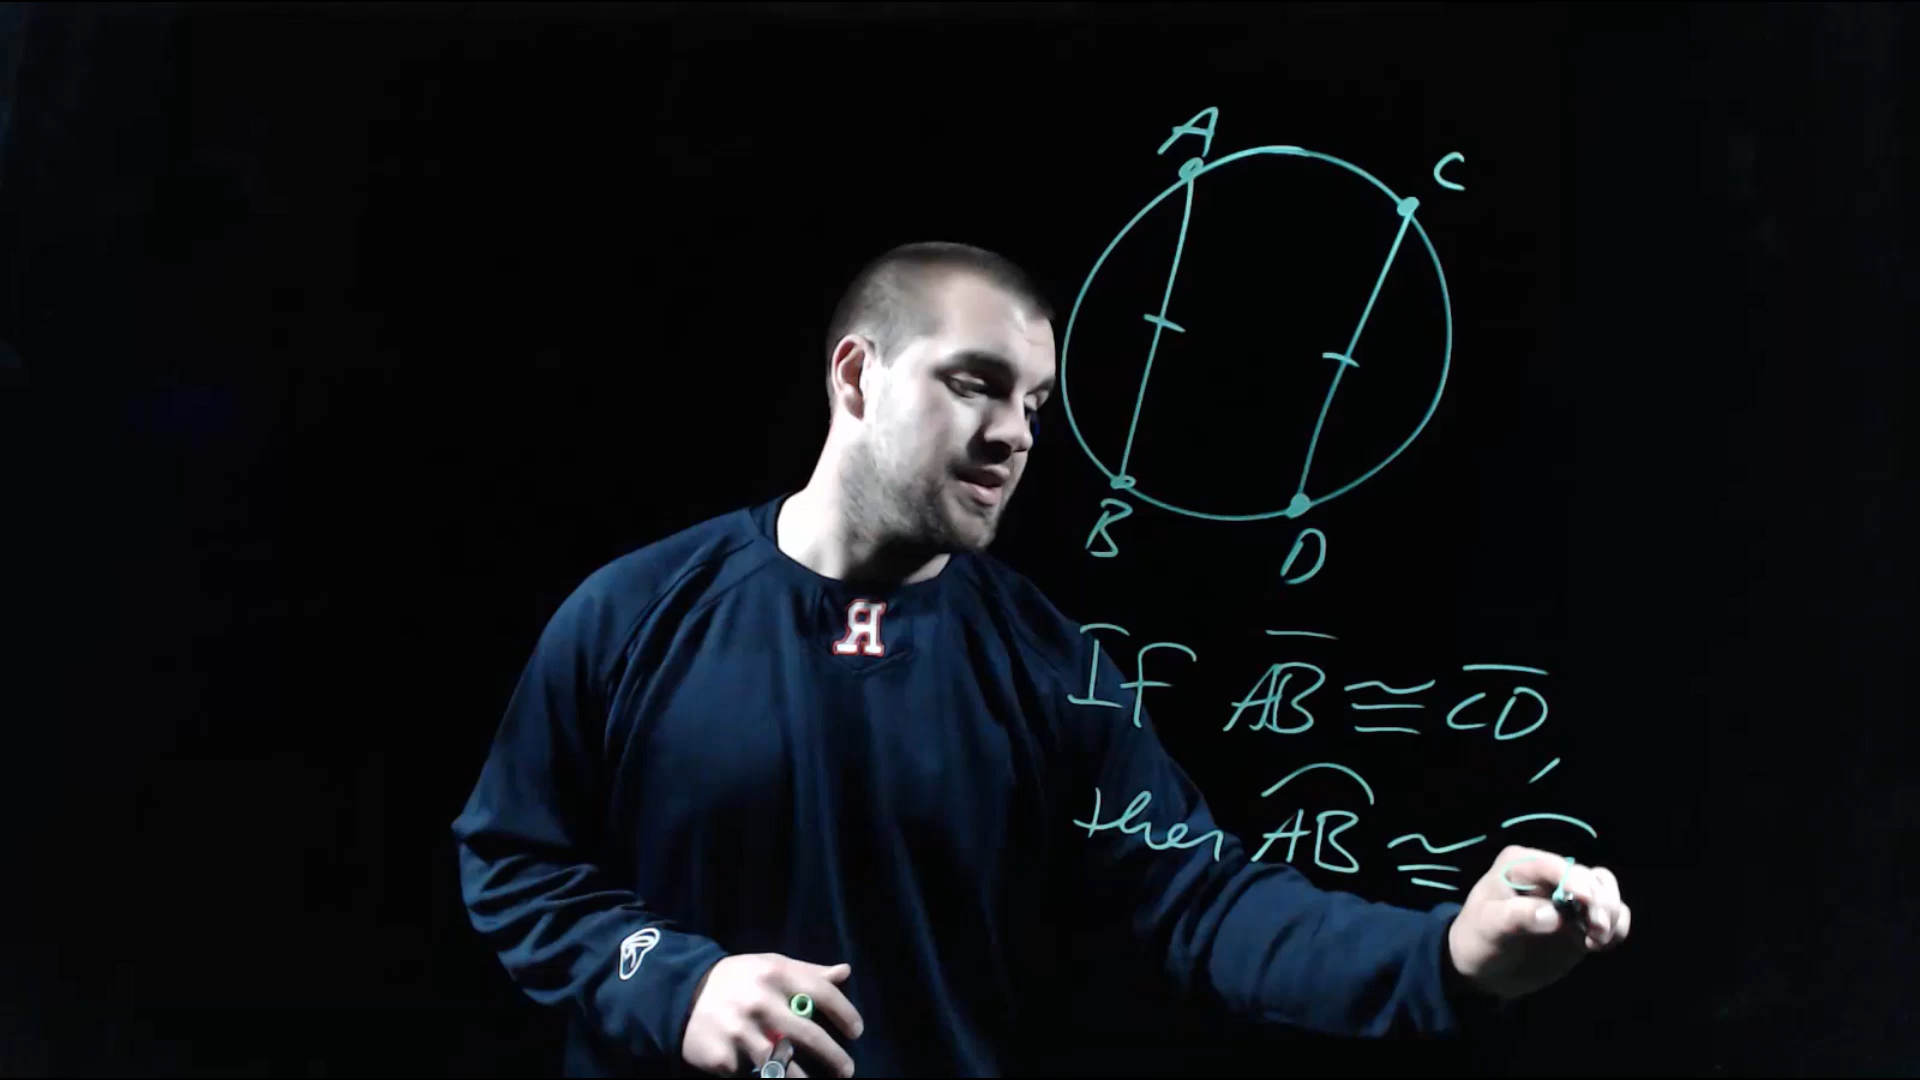 A
C
B
D
If AB ≅ CD,
then AB ≅ C